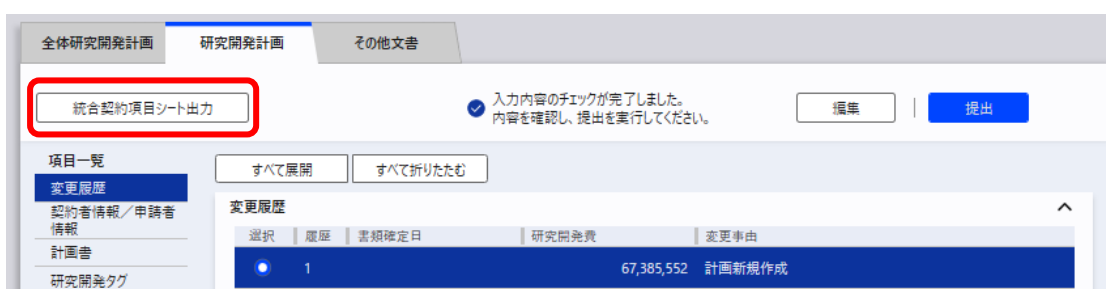 全体研究開発計画 研究開発計画 その他文書
統合契約項目シート出力
入力内容のチェックが完了しました。
内容を確認し、提出を実行してください。
編集 提出
項目一覧
変更履歴
契約者情報／申請者
情報
計画書
研究開発タグ
すべて展開 すべて折りたたむ
変更履歴
選択 履歴 書類確定日 研究開発費 変更事由
1 67,385,552 計画新規作成